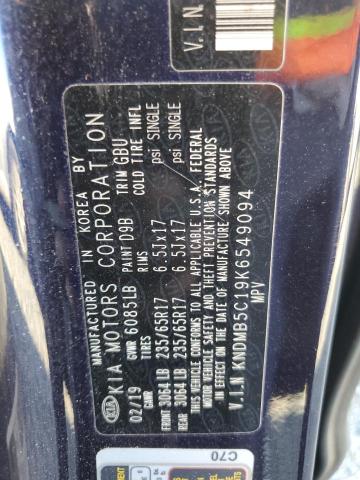 V.I.N.
MANUFACTURED IN KOREA BY
KIA MOTORS CORPORATION
02/19 GVWR 6085LB PAINT D9B TRIM GBU
GAWR RIMS COLD TIRE INFL
FRONT 3064LB 235/65R17 6.5Jx17 psi SINGLE
REAR 3064LB 235/65R17 6.5Jx17 psi SINGLE
THIS VEHICLE CONFORMS TO ALL APPLICABLE U.S.A. FEDERAL
MOTOR VEHICLE SAFETY AND THEFT PREVENTION STANDARDS
IN EFFECT ON THE DATE OF MANUFACTURE SHOWN ABOVE
V.I.N KNDMB5C19K6549094
MPV
KIA
C70